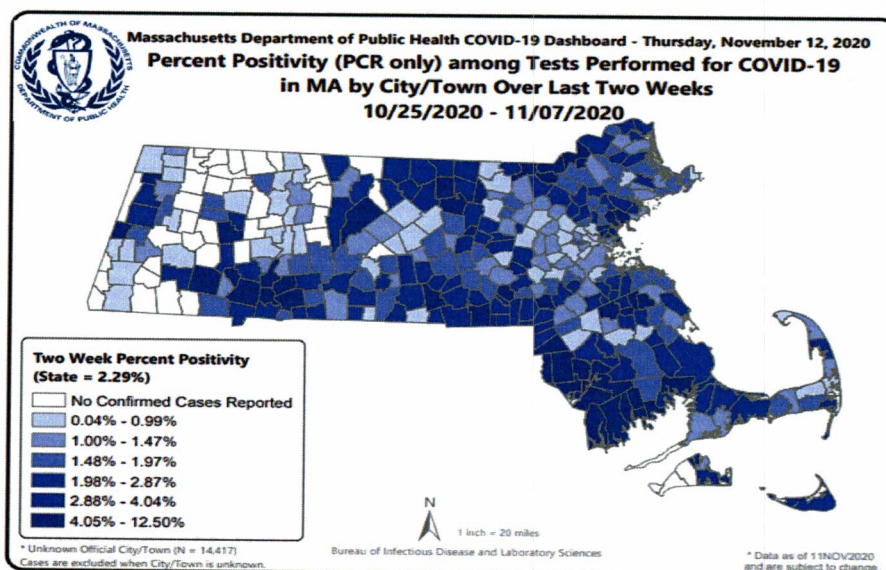 COMMONWEALTH OF MASSACHUSETTS
DEPARTMENT OF PUBLIC HEALTH
Massachusetts Department of Public Health COVID-19 Dashboard - Thursday, November 12, 2020
Percent Positivity (PCR only) among Tests Performed for COVID-19
in MA by City/Town Over Last Two Weeks
10/25/2020 - 11/07/2020
Two Week Percent Positivity
(State = 2.29%)
No Confirmed Cases Reported
0.04% - 0.99%
1.00% - 1.47%
1.48% - 1.97%
1.98% - 2.87%
2.88% - 4.04%
4.05% - 12.50%
* Unknown Official City/Town (N = 14,417)
Cases are excluded when City/Town is unknown.
N
1 inch = 20 miles
Bureau of Infectious Disease and Laboratory Sciences
* Data as of 11NOV2020
and are subject to change